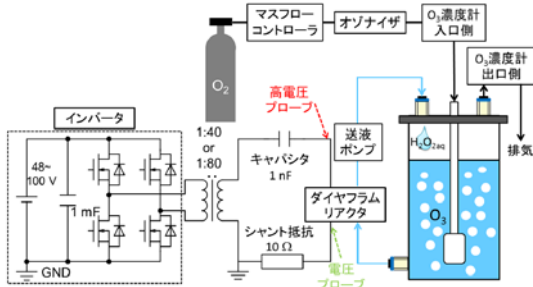 マスフロー
コントローラ
オゾナイザ
O₃濃度計
入口側
O₃濃度計
出口側
O₂
高電圧
プローブ
送液
ポンプ
H₂O₂aq
排気
インバータ
1:40
or
1:80
キャパシタ
1 nF
48~
100 V
1 mF
ダイヤフラム
リアクタ
O₃
シャント抵抗
10 Ω
GND
電圧
プローブ